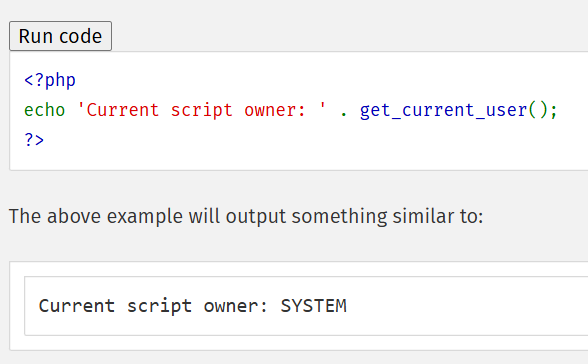 Run code
<?php
echo 'Current script owner: ' . get_current_user();
?>
The above example will output something similar to:
Current script owner: SYSTEM